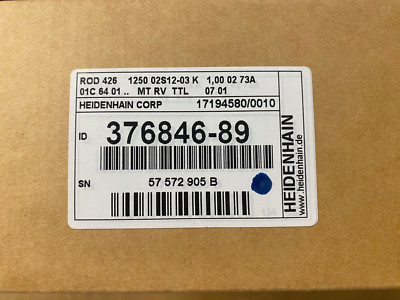 ROD 426 1250 02S12-03 K 1,00 02 73A
01C 64 01 .. MT RV TTL 07 01
HEIDENHAIN CORP 17194580/0010
ID 376846-89
SN 57 572 905 B
HEIDENHAIN
www.heidenhain.de